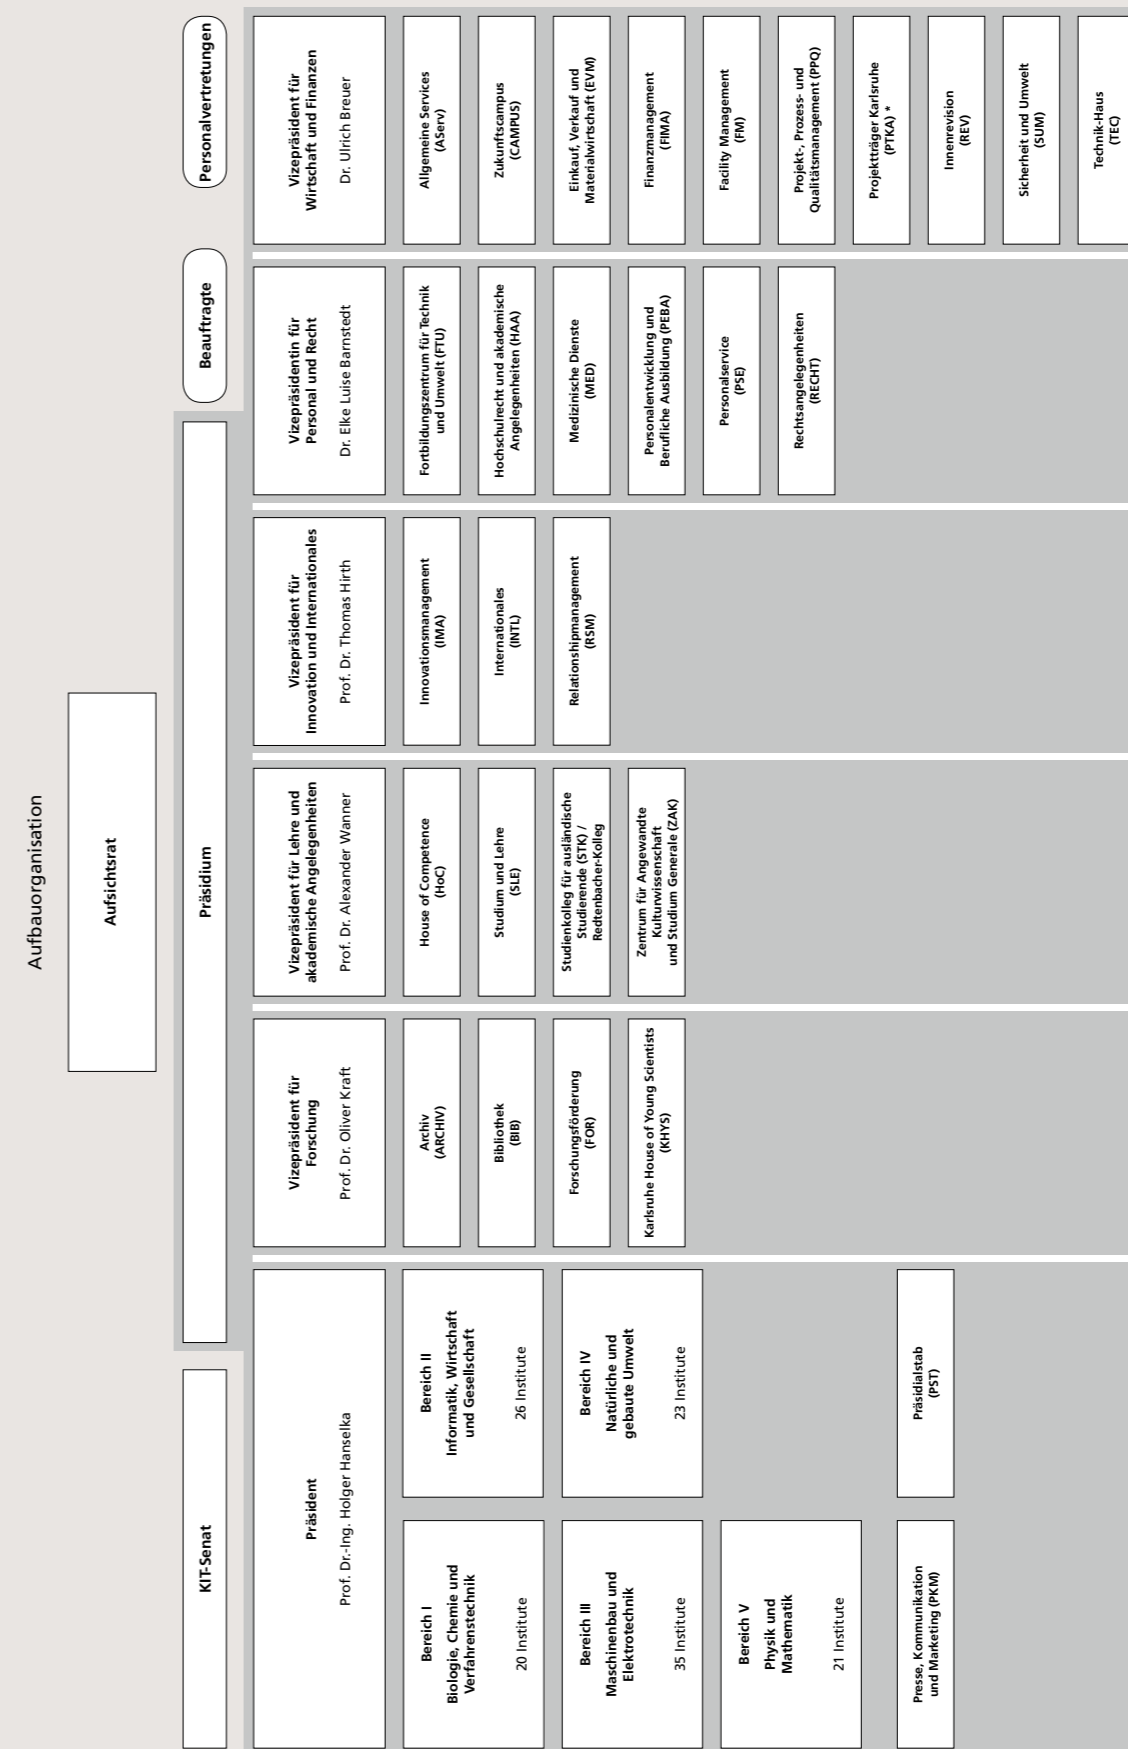 Aufbauorganisation
Aufsichtsrat
KIT-Senat
Präsidium
Beauftragte
Personalvertretungen
Präsident
Prof. Dr.-Ing. Holger Hanselka
Bereich I
Biologie, Chemie und
Verfahrenstechnik
20 Institute
Bereich II
Informatik, Wirtschaft
und Gesellschaft
26 Institute
Bereich III
Maschinenbau und
Elektrotechnik
35 Institute
Bereich IV
Natürliche und
gebaute Umwelt
23 Institute
Bereich V
Physik und
Mathematik
21 Institute
Presse, Kommunikation
und Marketing (PKM)
Präsidialstab
(PST)
Vizepräsident für
Forschung
Prof. Dr. Oliver Kraft
Archiv
(ARCHIV)
Bibliothek
(BIB)
Forschungsförderung
(FOR)
Karlsruhe House of Young Scientists
(KHYS)
Vizepräsident für Lehre und
akademische Angelegenheiten
Prof. Dr. Alexander Wanner
House of Competence
(HoC)
Studium und Lehre
(SLE)
Studienkolleg für ausländische
Studierende (STK) /
Redtenbacher-Kolleg
Zentrum für Angewandte
Kulturwissenschaft
und Studium Generale (ZAK)
Vizepräsident für
Innovation und Internationales
Prof. Dr. Thomas Hirth
Innovationsmanagement
(IMA)
Internationales
(INTL)
Relationshipmanagement
(RSM)
Vizepräsidentin für
Personal und Recht
Dr. Elke Luise Barnstedt
Fortbildungszentrum für Technik
und Umwelt (FTU)
Hochschulrecht und akademische
Angelegenheiten (HAA)
Medizinische Dienste
(MED)
Personalentwicklung und
Berufliche Ausbildung (PEBA)
Personalservice
(PSE)
Rechtsangelegenheiten
(RECHT)
Vizepräsident für
Wirtschaft und Finanzen
Dr. Ulrich Breuer
Allgemeine Services
(AServ)
Zukunftscampus
(CAMPUS)
Einkauf, Verkauf und
Materialwirtschaft (EVM)
Finanzmanagement
(FIMA)
Facility Management
(FM)
Projekt-, Prozess- und
Qualitätsmanagement (PPQ)
Projektträger Karlsruhe
(PTKA) *
Innenrevision
(REV)
Sicherheit und Umwelt
(SUM)
Technik-Haus
(TEC)